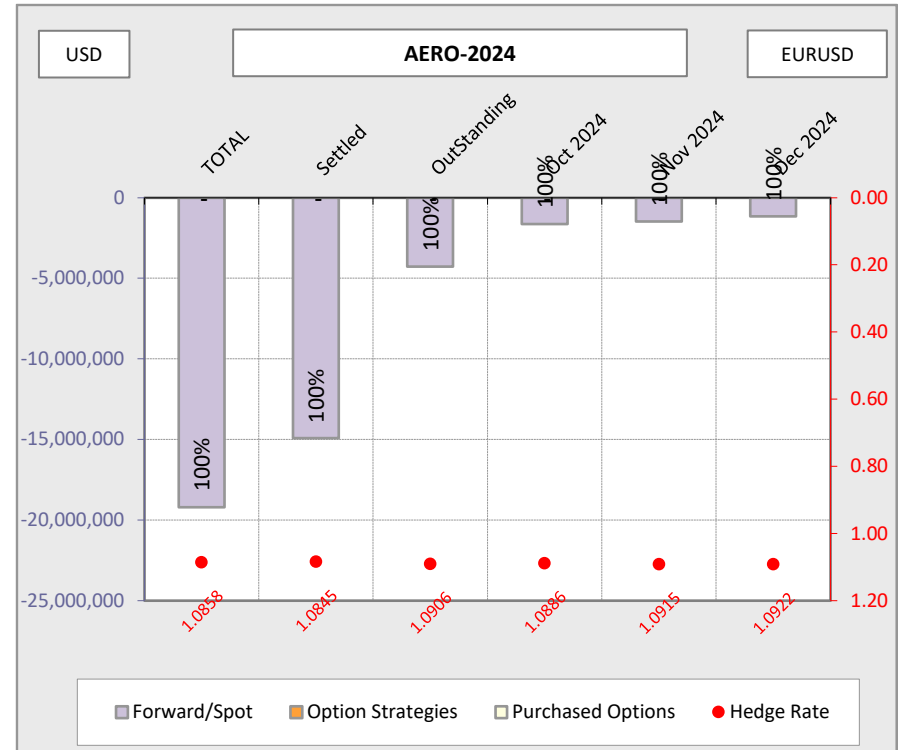 USD
AERO-2024
EURUSD
TOTAL
Settled
OutStanding
Oct 2024
Nov 2024
Dec 2024
0
-5,000,000
-10,000,000
-15,000,000
-20,000,000
-25,000,000
-
-
100%
100%
100%
100%
100%
100%
0.00
0.20
0.40
0.60
0.80
1.00
1.20
1.0858
1.0845
1.0906
1.0886
1.0915
1.0922
Forward/Spot
Option Strategies
Purchased Options
Hedge Rate